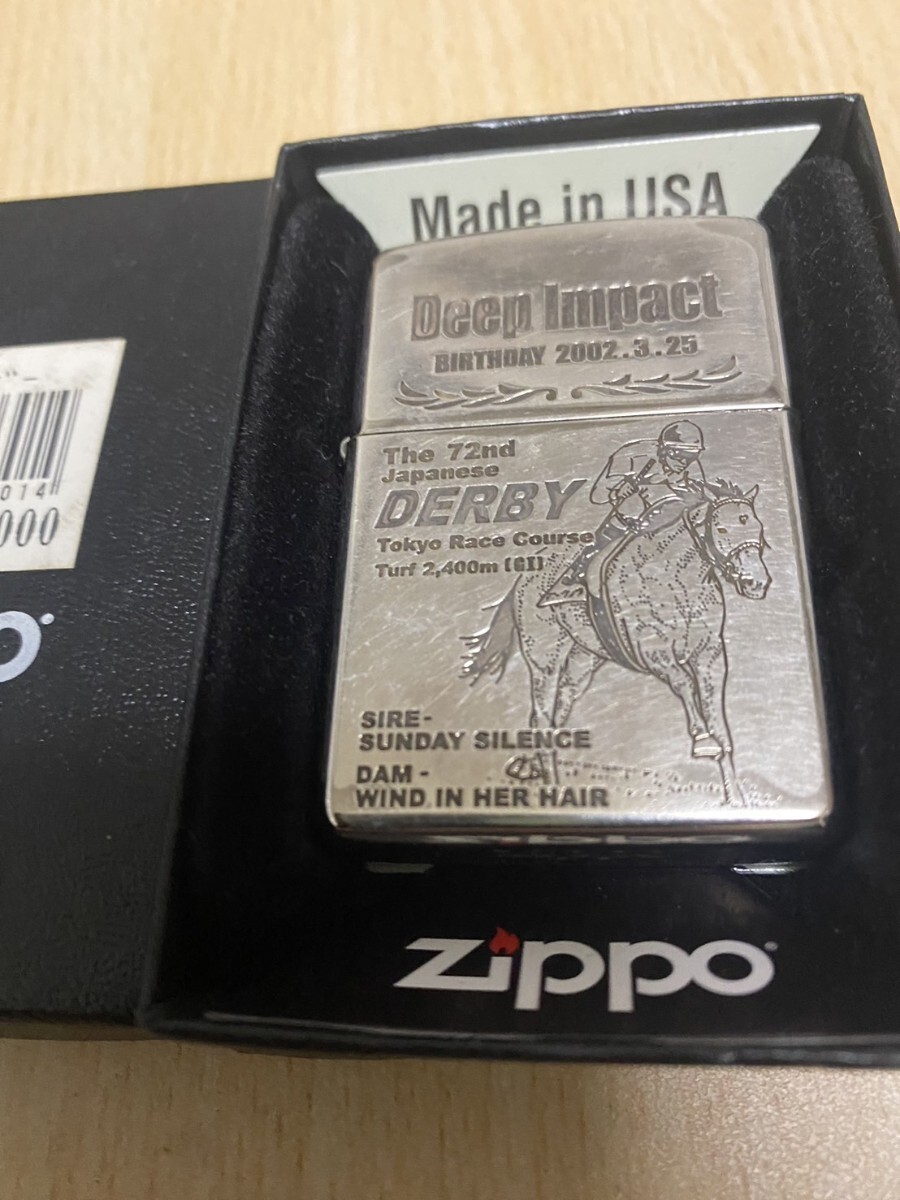 Made in USA
Deep Impact
BIRTHDAY 2002.3.25
The 72nd
Japanese
DERBY
Tokyo Race Course
Turf 2,400m (GI)
SIRE-
SUNDAY SILENCE
DAM -
WIND IN HER HAIR
zippo
014
000